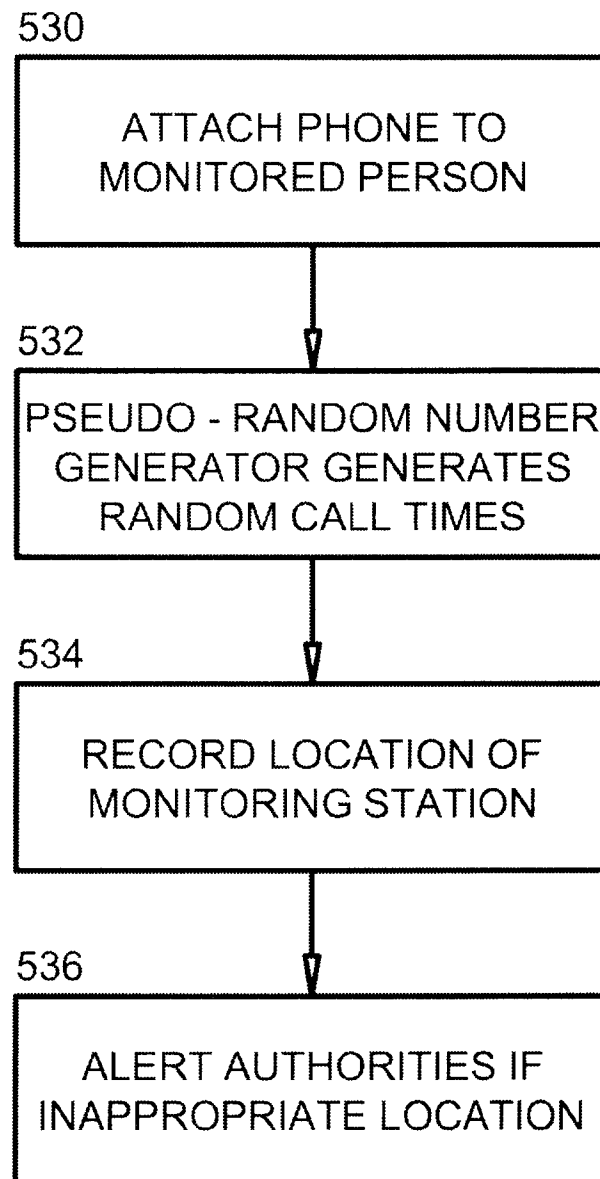 530
ATTACH PHONE TO
MONITORED PERSON
532
PSEUDO - RANDOM NUMBER
GENERATOR GENERATES
RANDOM CALL TIMES
534
RECORD LOCATION OF
MONITORING STATION
536
ALERT AUTHORITIES IF
INAPPROPRIATE LOCATION